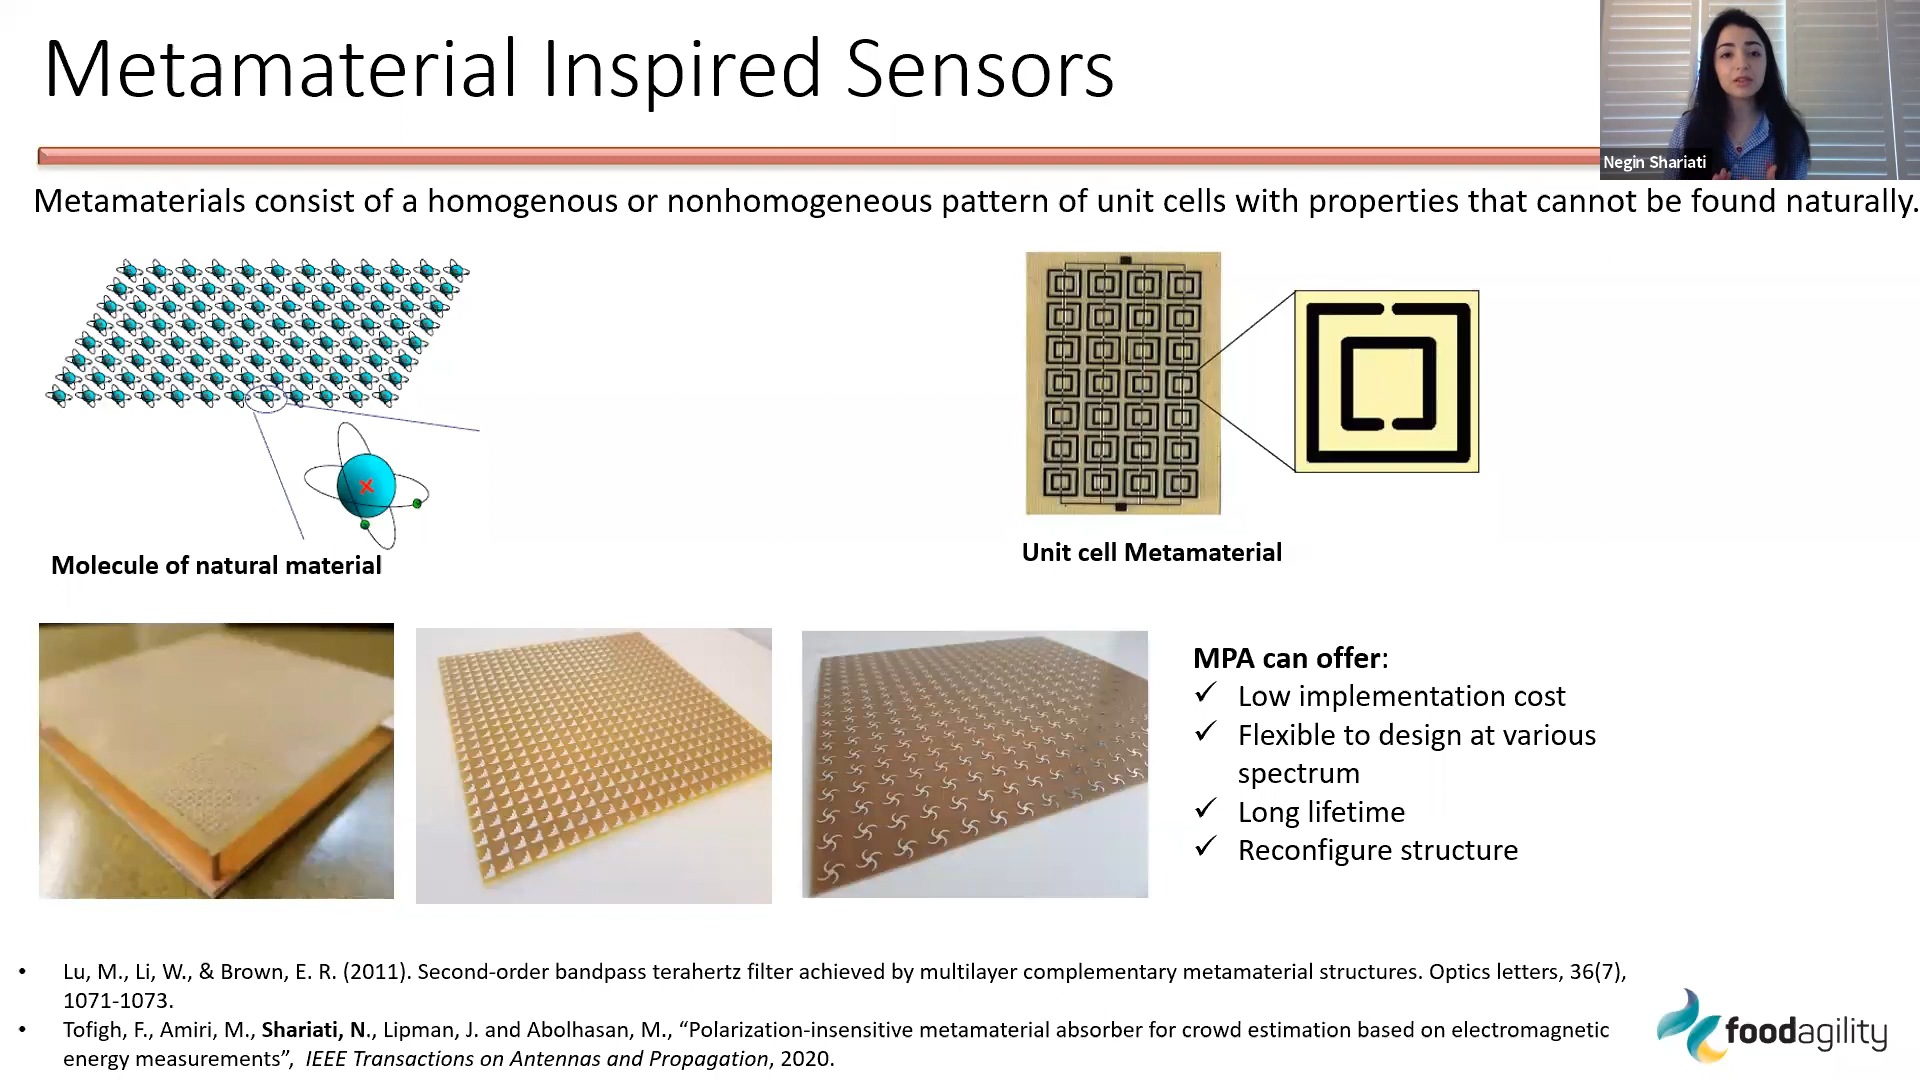 Metamaterial Inspired Sensors
Negin Shariati
Metamaterials consist of a homogenous or nonhomogeneous pattern of unit cells with properties that cannot be found naturally.
x
Molecule of natural material
Unit cell Metamaterial
MPA can offer:
✓ Low implementation cost
✓ Flexible to design at various
spectrum
✓ Long lifetime
✓ Reconfigure structure
• Lu, M., Li, W., & Brown, E. R. (2011). Second-order bandpass terahertz filter achieved by multilayer complementary metamaterial structures. Optics letters, 36(7),
1071-1073.
• Tofigh, F., Amiri, M., Shariati, N., Lipman, J. and Abolhasan, M., “Polarization-insensitive metamaterial absorber for crowd estimation based on electromagnetic
energy measurements”, IEEE Transactions on Antennas and Propagation, 2020.
foodagility